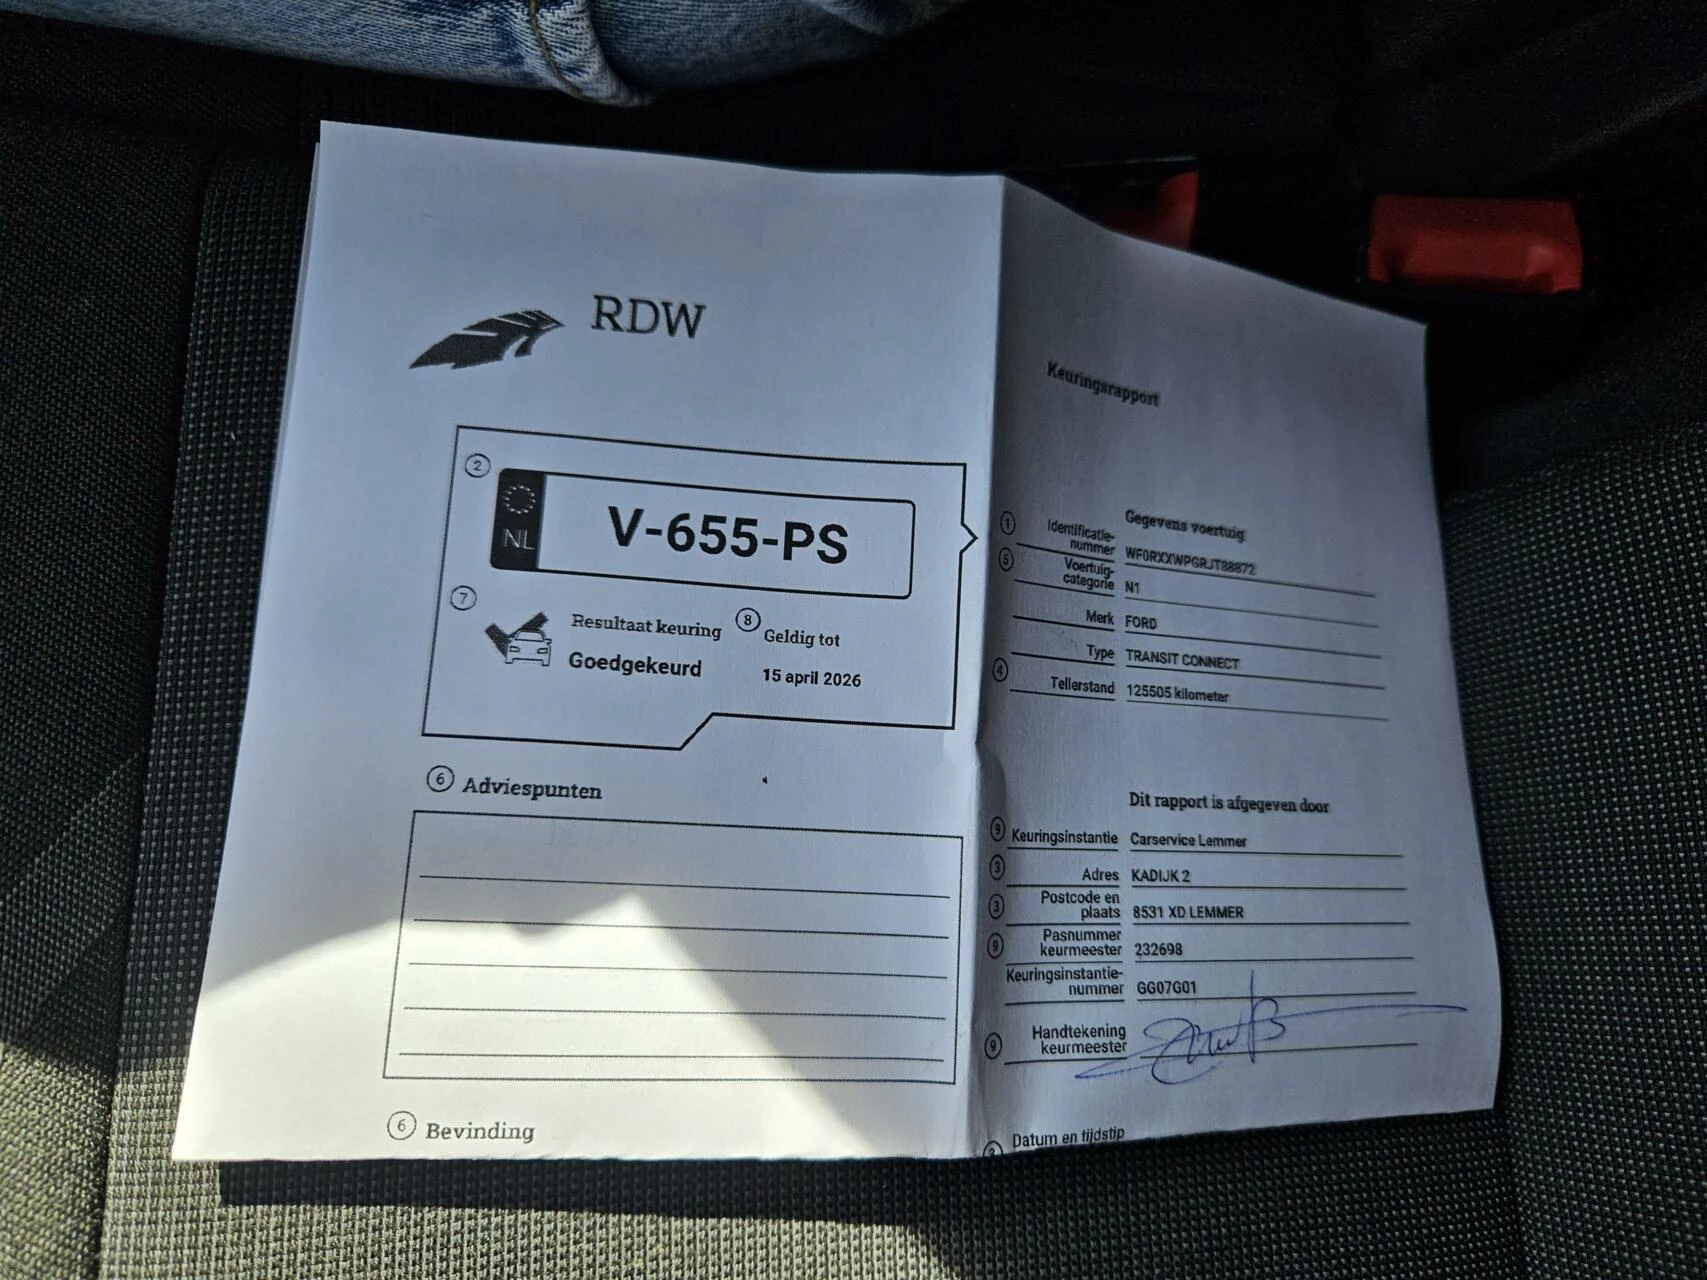 RDW
Keuringsrapport
2
NL
V-655-PS
7
Resultaat keuring
Goedgekeurd
8
Geldig tot
15 april 2026
6 Adviespunten
6 Bevinding
Gegevens voertuig
1 Identificatie-
nummer WF0RXXWPGRJT88872
5 Voertuig-
categorie N1
Merk FORD
Type TRANSIT CONNECT
4 Tellerstand 125505 kilometer
Dit rapport is afgegeven door
9 Keuringsinstantie Carservice Lemmer
3 Adres KADIJK 2
3 Postcode en
plaats 8531 XD LEMMER
9 Pasnummer
keurmeester 232698
Keuringsinstantie-
nummer GG07G01
9 Handtekening
keurmeester
Datum en tijdstip